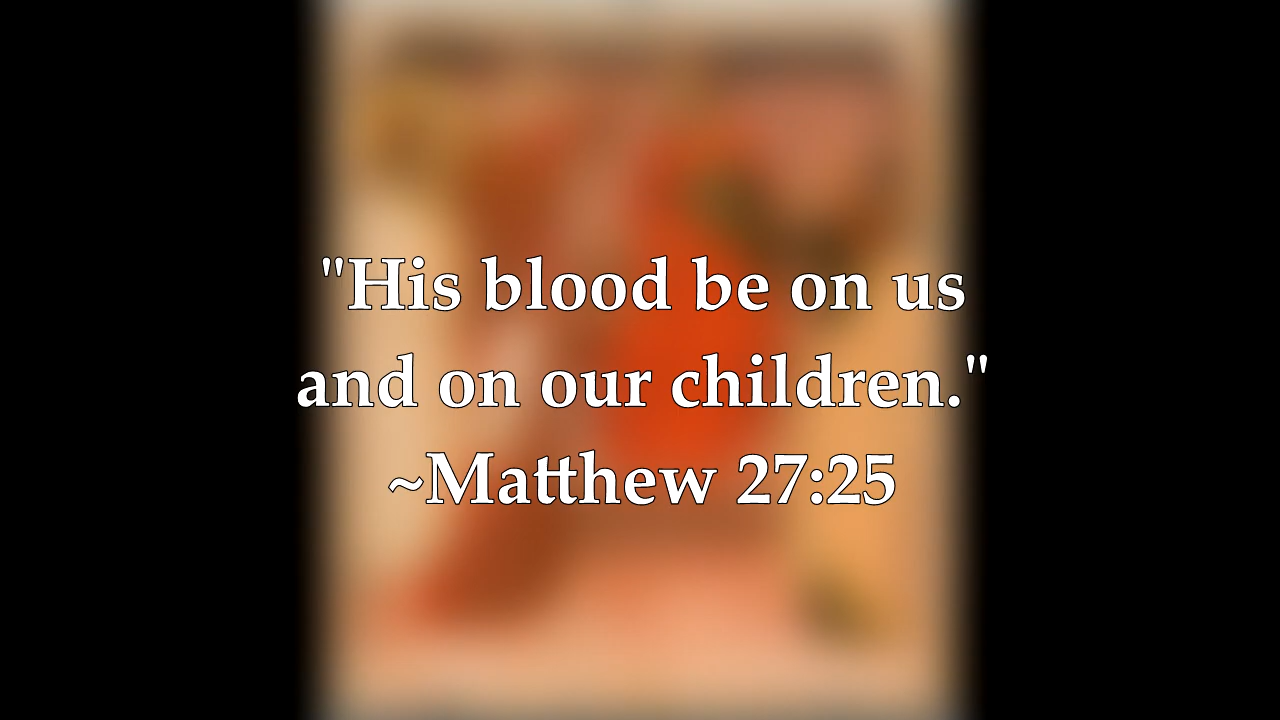 "His blood be on us
and on our children."
~Matthew 27:25